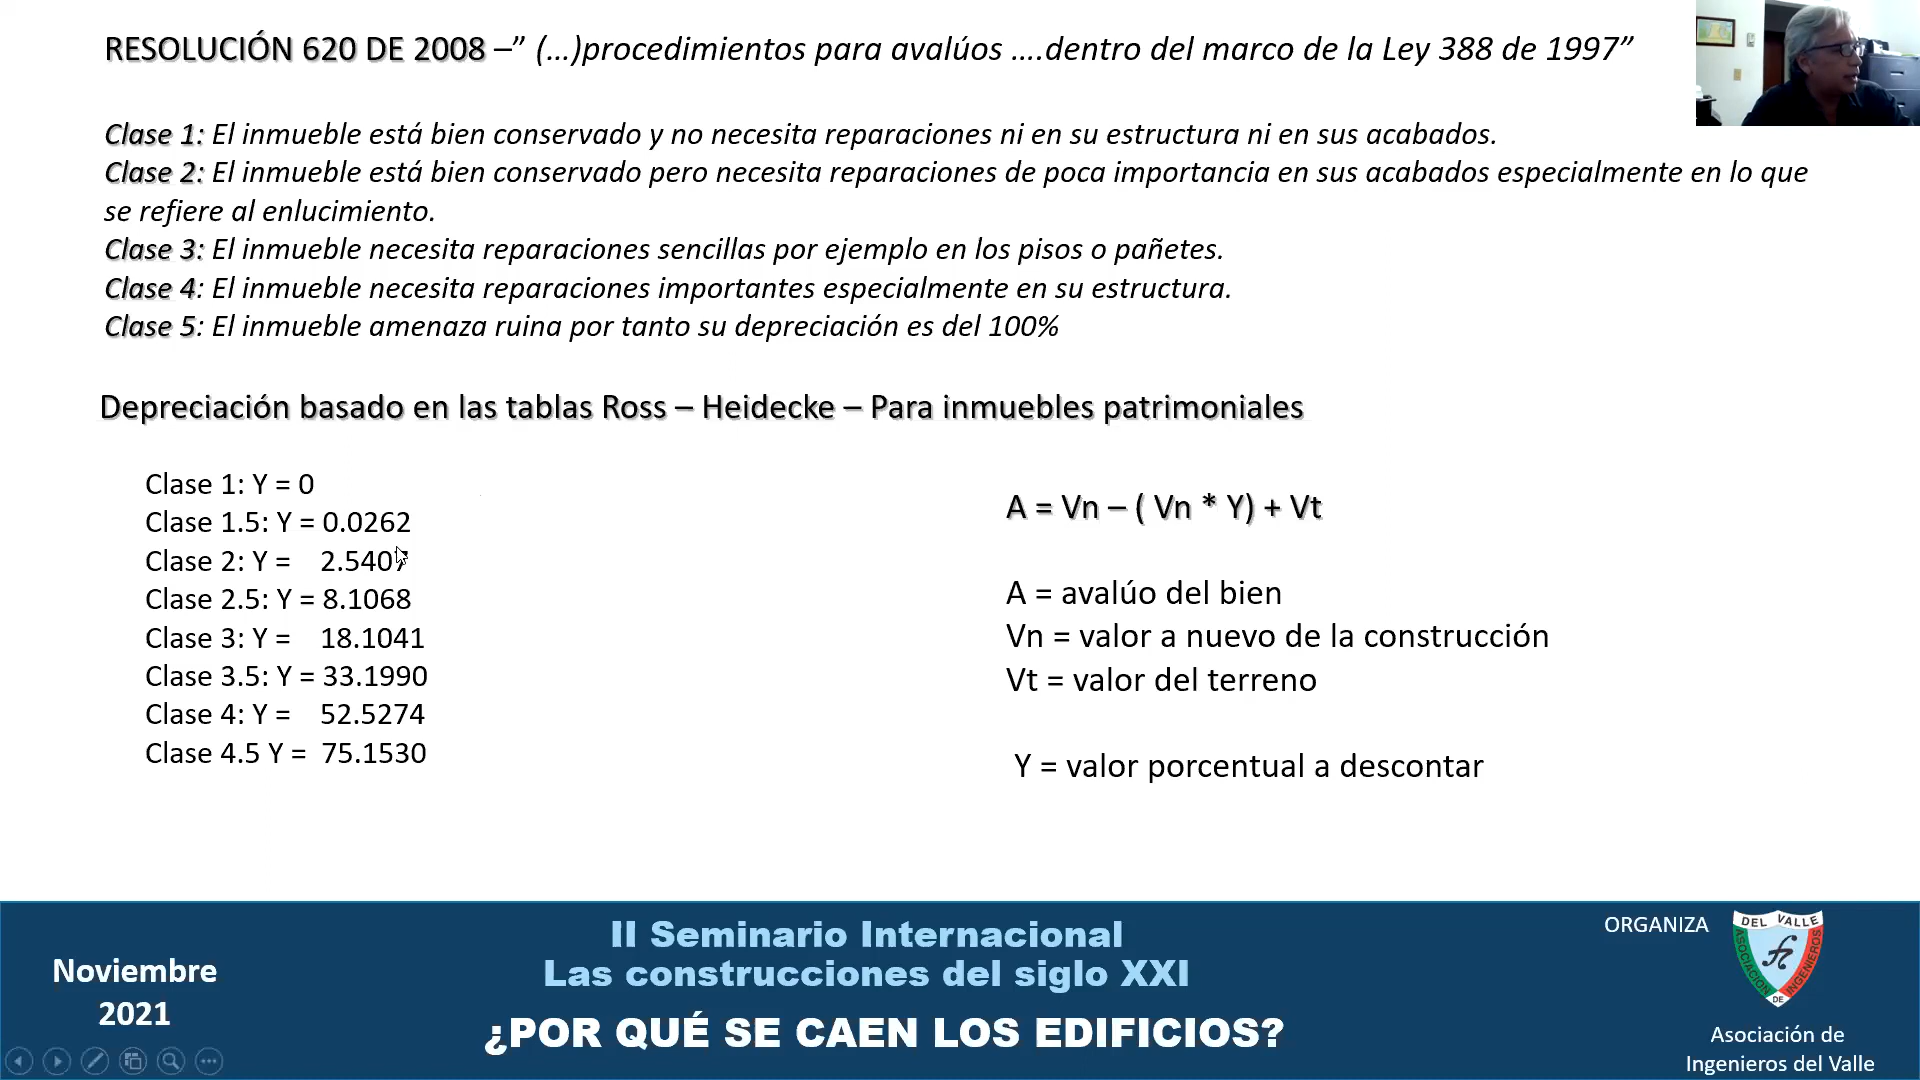 RESOLUCIÓN 620 DE 2008 –” (…)procedimientos para avalúos ….dentro del marco de la Ley 388 de 1997”
Clase 1: El inmueble está bien conservado y no necesita reparaciones ni en su estructura ni en sus acabados.
Clase 2: El inmueble está bien conservado pero necesita reparaciones de poca importancia en sus acabados especialmente en lo que
se refiere al enlucimiento.
Clase 3: El inmueble necesita reparaciones sencillas por ejemplo en los pisos o pañetes.
Clase 4: El inmueble necesita reparaciones importantes especialmente en su estructura.
Clase 5: El inmueble amenaza ruina por tanto su depreciación es del 100%
Depreciación basado en las tablas Ross – Heidecke – Para inmuebles patrimoniales
Clase 1: Y = 0
Clase 1.5: Y = 0.0262
Clase 2: Y = 2.5407
Clase 2.5: Y = 8.1068
Clase 3: Y = 18.1041
Clase 3.5: Y = 33.1990
Clase 4: Y = 52.5274
Clase 4.5 Y = 75.1530
A = Vn – ( Vn * Y) + Vt
A = avalúo del bien
Vn = valor a nuevo de la construcción
Vt = valor del terreno
Y = valor porcentual a descontar
Noviembre
2021
II Seminario Internacional
Las construcciones del siglo XXI
¿POR QUÉ SE CAEN LOS EDIFICIOS?
ORGANIZA
DEL VALLE
ASOCIACION
DE
INGENIEROS
Asociación de
Ingenieros del Valle